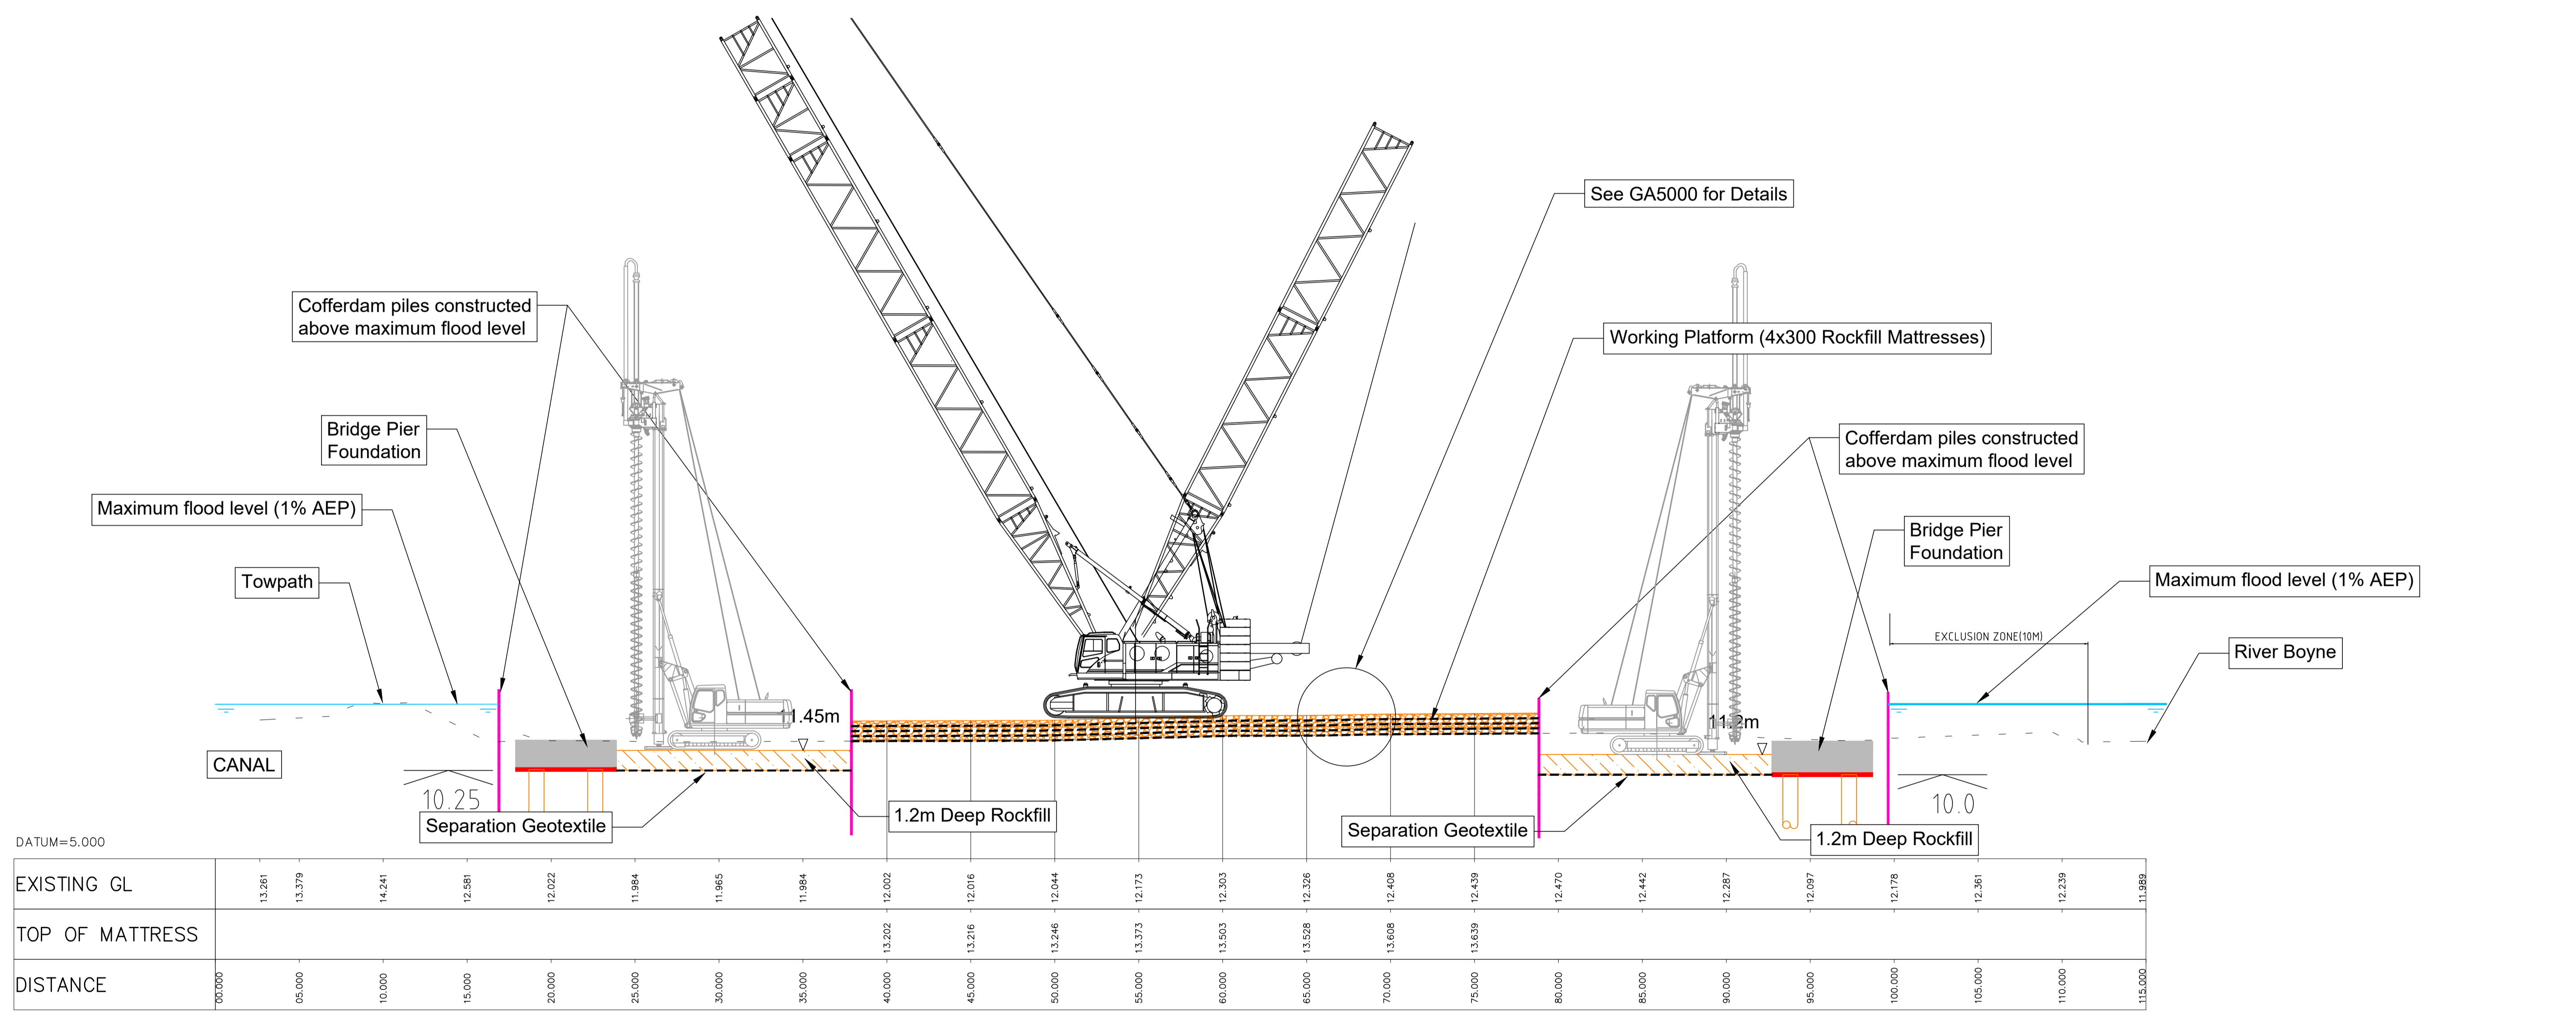 See GA5000 for Details
Cofferdam piles constructed
above maximum flood level
Working Platform (4x300 Rockfill Mattresses)
Bridge Pier
Foundation
Cofferdam piles constructed
above maximum flood level
Maximum flood level (1% AEP)
Bridge Pier
Foundation
Towpath
Maximum flood level (1% AEP)
EXCLUSION ZONE(10M)
River Boyne
1.45m
11.2m
CANAL
10.25
10.0
Separation Geotextile
1.2m Deep Rockfill
Separation Geotextile
1.2m Deep Rockfill
DATUM=5.000
EXISTING GL 13.261 13.379 14.241 12.581 12.022 11.984 11.965 11.984 12.002 12.016 12.044 12.173 12.303 12.326 12.408 12.439 12.470 12.442 12.287 12.097 12.178 12.361 12.239 11.989
TOP OF MATTRESS 13.202 13.216 13.246 13.373 13.503 13.528 13.608 13.639
DISTANCE 00.000 05.000 10.000 15.000 20.000 25.000 30.000 35.000 40.000 45.000 50.000 55.000 60.000 65.000 70.000 75.000 80.000 85.000 90.000 95.000 100.000 105.000 110.000 115.000